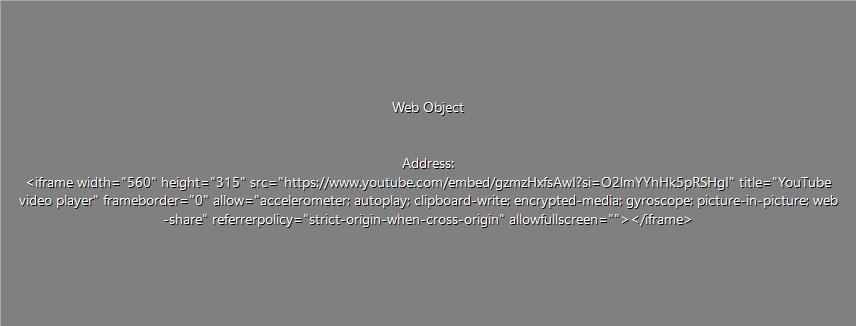 Web Object
Address:
<iframe width="560" height="315" src="https://www.youtube.com/embed/gzmzHxfsAwI?si=O2ImYYhHk5pRSHgI" title="YouTube
video player" frameborder="0" allow="accelerometer; autoplay; clipboard-write; encrypted-media; gyroscope; picture-in-picture; web
-share" referrerpolicy="strict-origin-when-cross-origin" allowfullscreen=""></iframe>